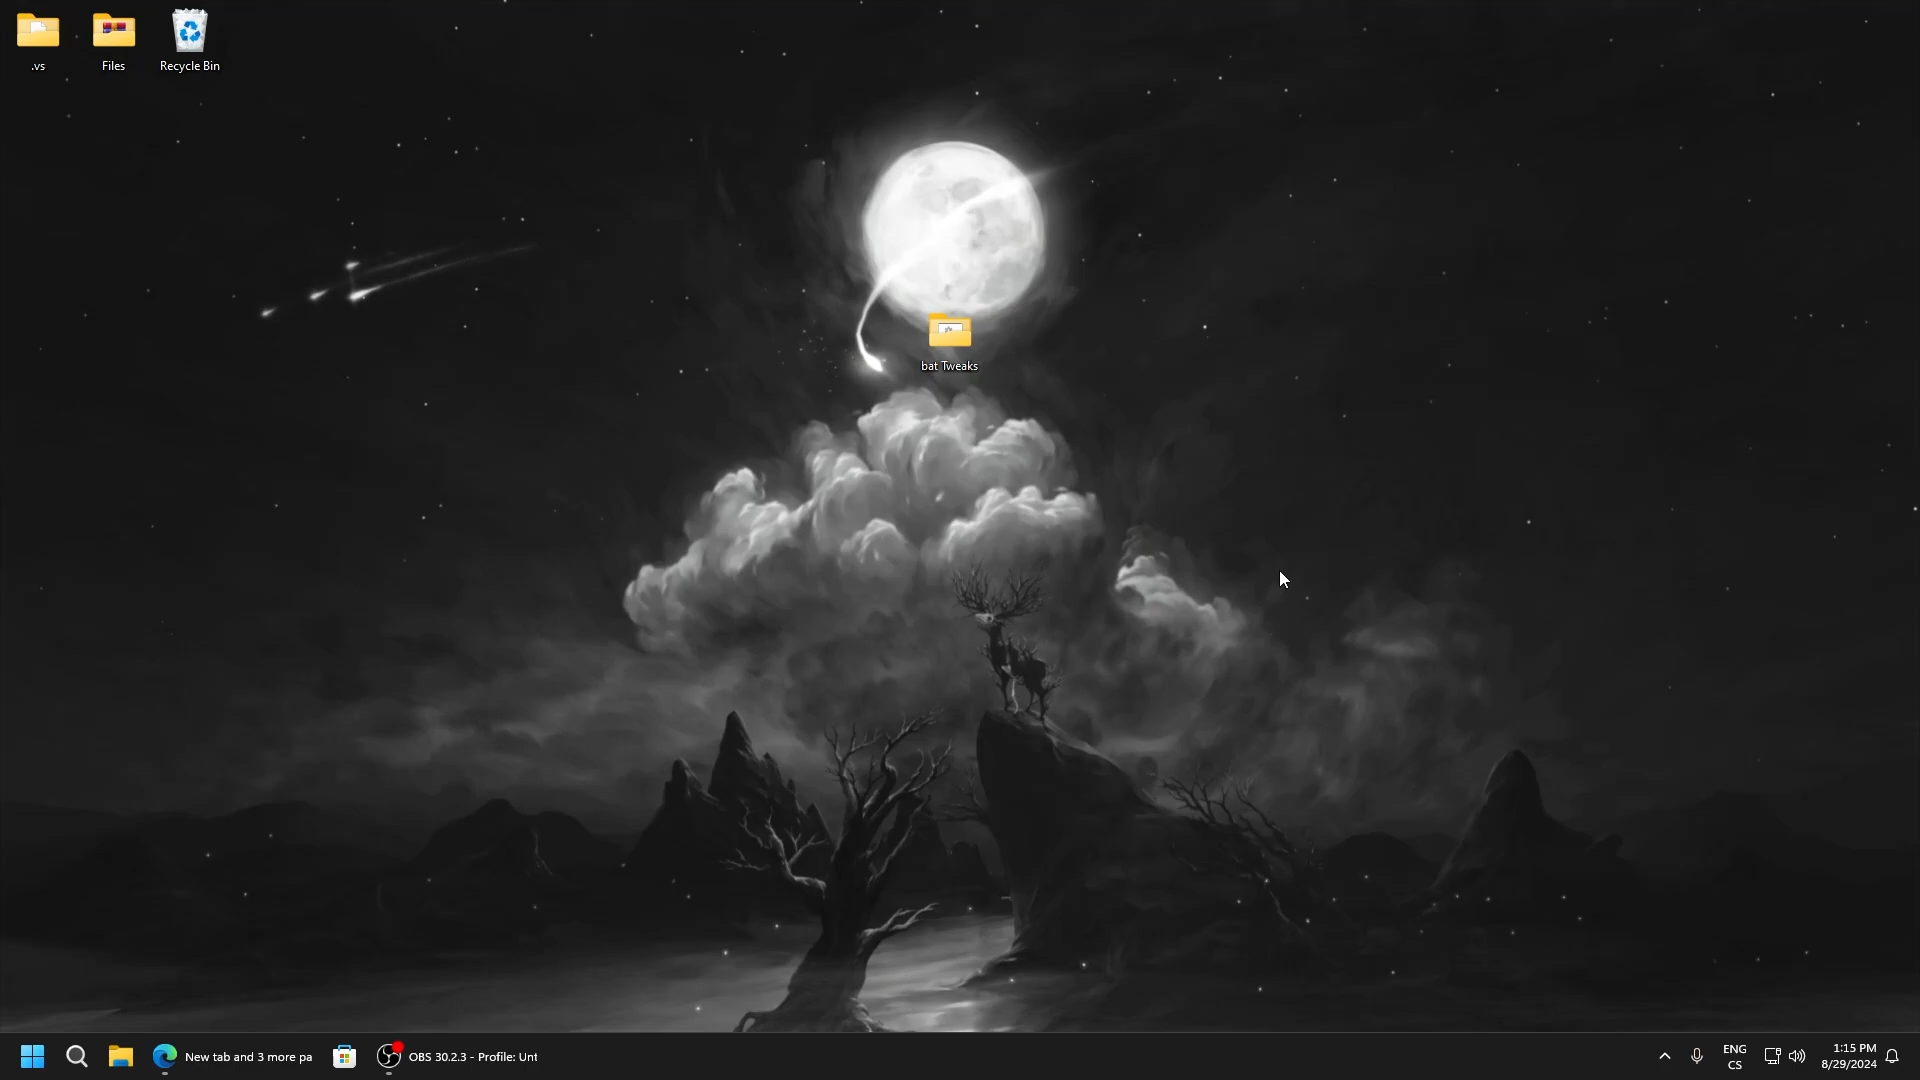 .vs
Files
Recycle Bin
bat Tweaks
New tab and 3 more pa
OBS 30.2.3 - Profile: Unt
ENG
CS
1:15 PM
8/29/2024